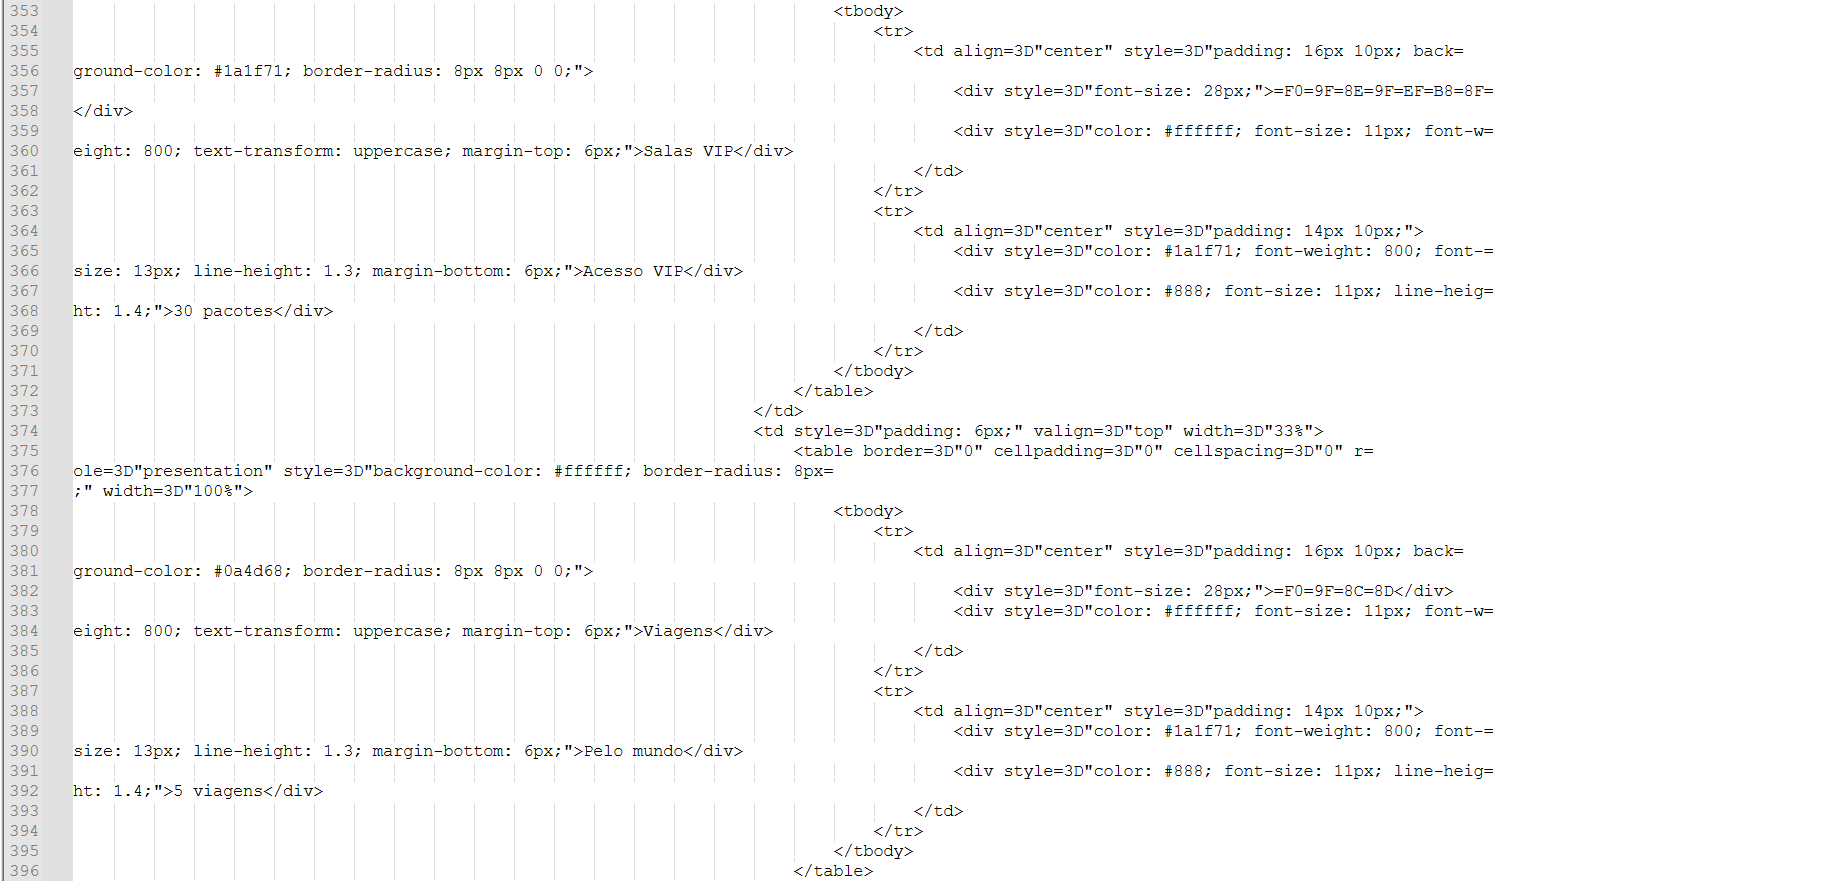 353 <tbody>
354 <tr>
355 <td align=3D"center" style=3D"padding: 16px 10px; back=
356 ground-color: #1a1f71; border-radius: 8px 8px 0 0;">
357 <div style=3D"font-size: 28px;">=F0=9F=8E=9F=EF=B8=8F=
358 </div>
359 <div style=3D"color: #ffffff; font-size: 11px; font-w=
360 eight: 800; text-transform: uppercase; margin-top: 6px;">Salas VIP</div>
361 </td>
362 </tr>
363 <tr>
364 <td align=3D"center" style=3D"padding: 14px 10px;">
365 <div style=3D"color: #1a1f71; font-weight: 800; font-=
366 size: 13px; line-height: 1.3; margin-bottom: 6px;">Acesso VIP</div>
367 <div style=3D"color: #888; font-size: 11px; line-heig=
368 ht: 1.4;">30 pacotes</div>
369 </td>
370 </tr>
371 </tbody>
372 </table>
373 </td>
374 <td style=3D"padding: 6px;" valign=3D"top" width=3D"33%">
375 <table border=3D"0" cellpadding=3D"0" cellspacing=3D"0" r=
376 ole=3D"presentation" style=3D"background-color: #ffffff; border-radius: 8px=
377 ;" width=3D"100%">
378 <tbody>
379 <tr>
380 <td align=3D"center" style=3D"padding: 16px 10px; back=
381 ground-color: #0a4d68; border-radius: 8px 8px 0 0;">
382 <div style=3D"font-size: 28px;">=F0=9F=8C=8D</div>
383 <div style=3D"color: #ffffff; font-size: 11px; font-w=
384 eight: 800; text-transform: uppercase; margin-top: 6px;">Viagens</div>
385 </td>
386 </tr>
387 <tr>
388 <td align=3D"center" style=3D"padding: 14px 10px;">
389 <div style=3D"color: #1a1f71; font-weight: 800; font-=
390 size: 13px; line-height: 1.3; margin-bottom: 6px;">Pelo mundo</div>
391 <div style=3D"color: #888; font-size: 11px; line-heig=
392 ht: 1.4;">5 viagens</div>
393 </td>
394 </tr>
395 </tbody>
396 </table>